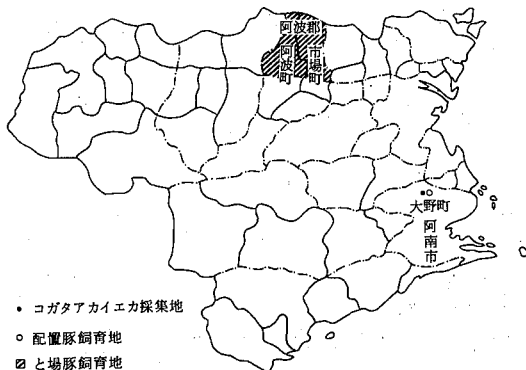 阿波郡
阿波町
市場町
大野町
阿南市
・ コガタアカイエカ採集地
○ 配置豚飼育地
と場豚飼育地